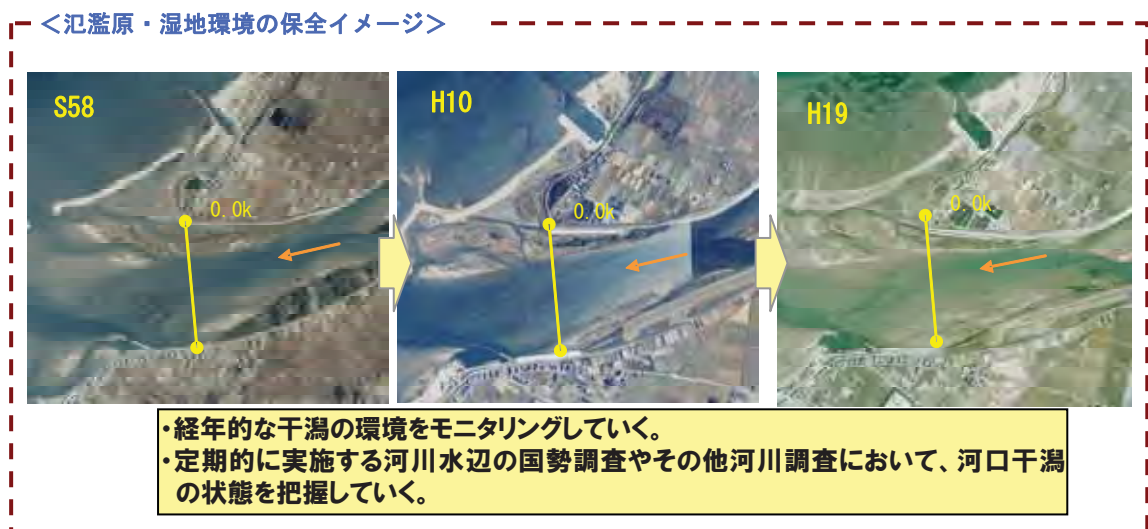 ＜氾濫原・湿地環境の保全イメージ＞
S58
H10
H19
0.0k
0.0k
0.0k
・経年的な干潟の環境をモニタリングしていく。
・定期的に実施する河川水辺の国勢調査やその他河川調査において、河口干潟
の状態を把握していく。